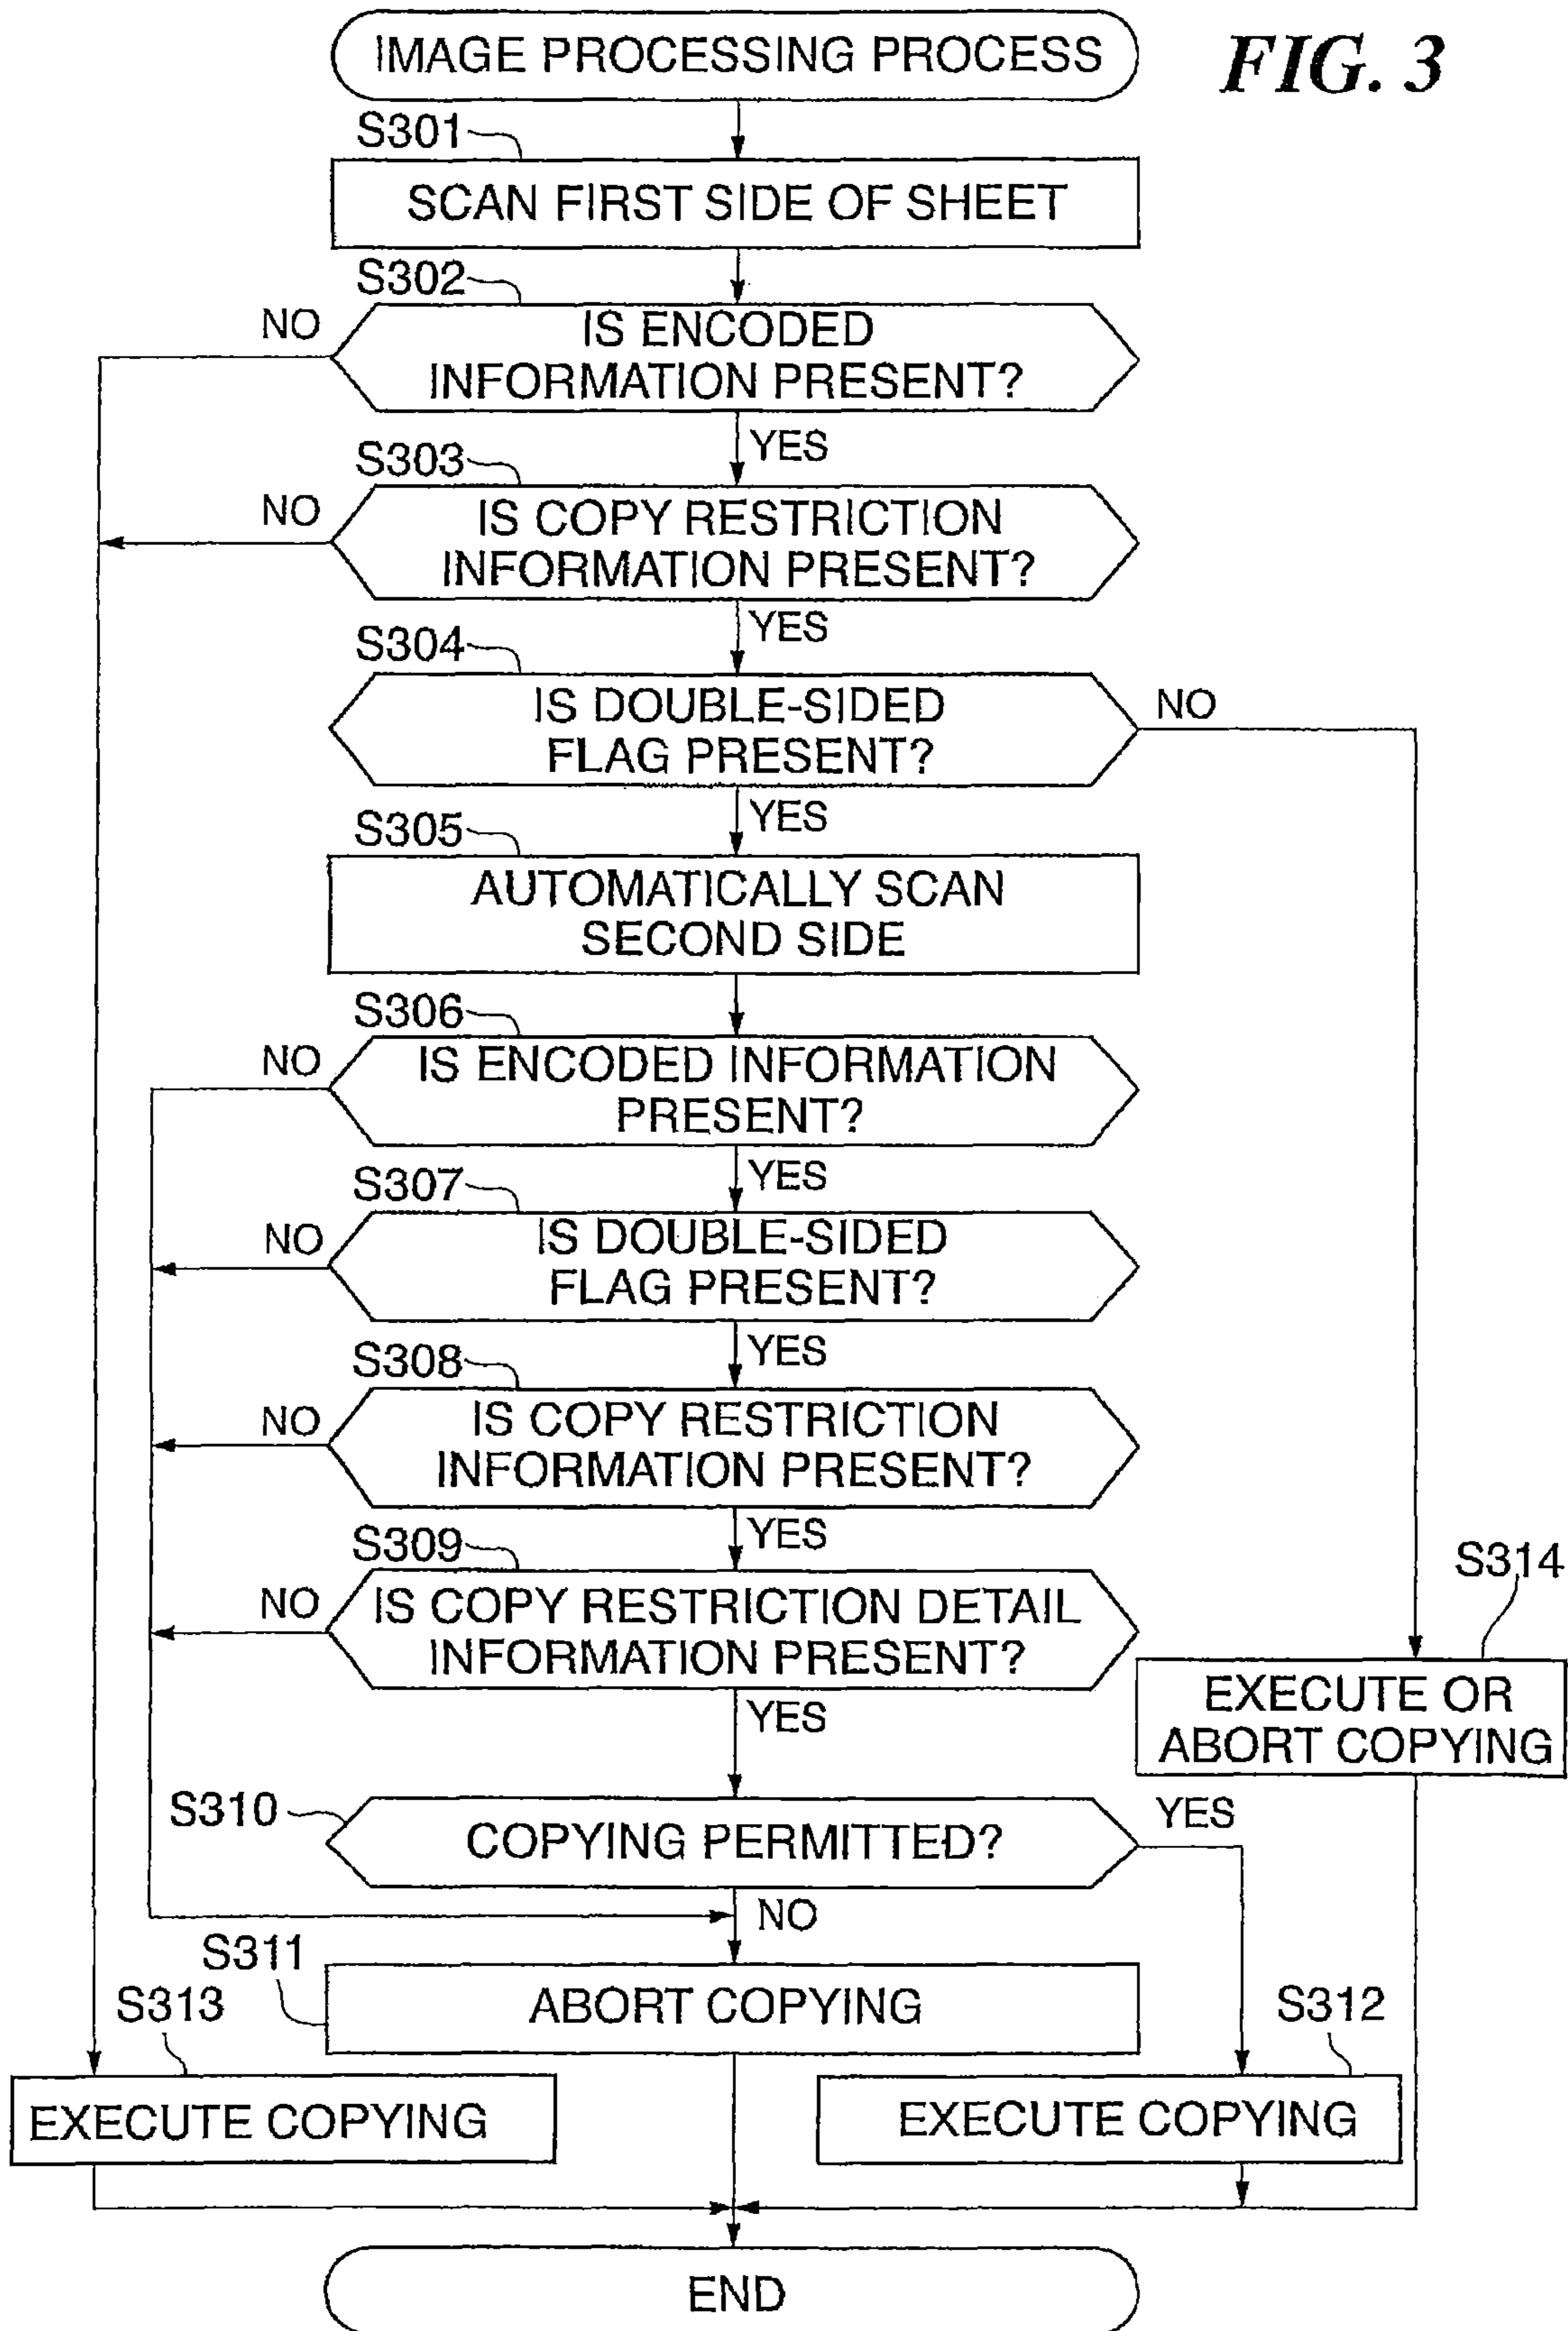 IMAGE PROCESSING PROCESS
FIG. 3
S301
SCAN FIRST SIDE OF SHEET
S302
NO
IS ENCODED
INFORMATION PRESENT?
YES
S303
NO
IS COPY RESTRICTION
INFORMATION PRESENT?
YES
S304
IS DOUBLE-SIDED
FLAG PRESENT?
NO
YES
S305
AUTOMATICALLY SCAN
SECOND SIDE
S306
NO
IS ENCODED INFORMATION
PRESENT?
YES
S307
NO
IS DOUBLE-SIDED
FLAG PRESENT?
YES
S308
NO
IS COPY RESTRICTION
INFORMATION PRESENT?
YES
S309
NO
IS COPY RESTRICTION DETAIL
INFORMATION PRESENT?
YES
S314
EXECUTE OR
ABORT COPYING
S310
COPYING PERMITTED?
YES
NO
S311
ABORT COPYING
S313
EXECUTE COPYING
S312
EXECUTE COPYING
END